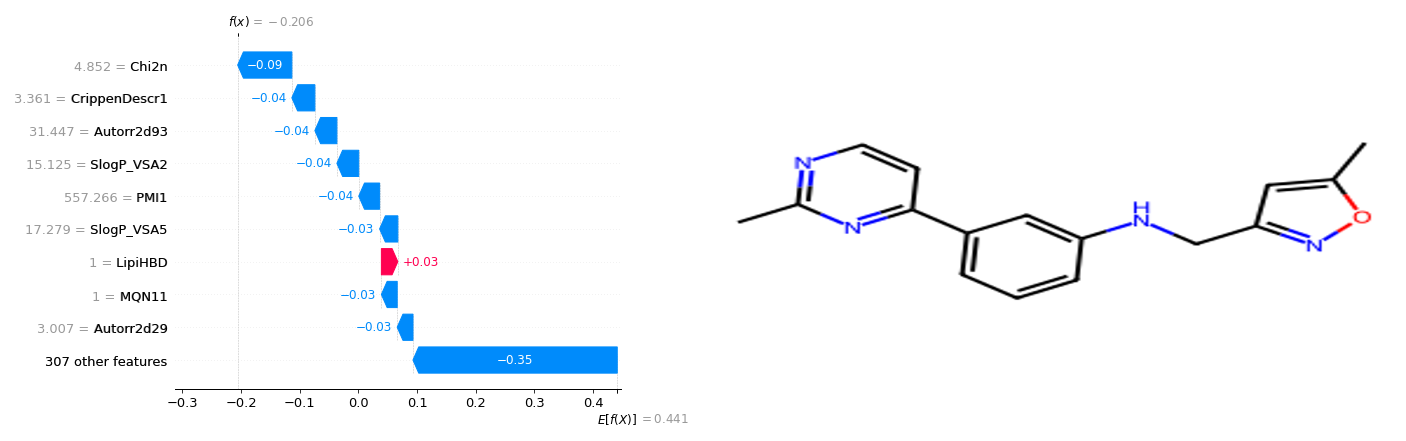 f(x) = −0.206
4.852 = Chi2n
−0.09
3.361 = CrippenDescr1
−0.04
31.447 = Autorr2d93
−0.04
15.125 = SlogP_VSA2
−0.04
557.266 = PMI1
−0.04
17.279 = SlogP_VSA5
−0.03
1 = LipiHBD
+0.03
1 = MQN11
−0.03
3.007 = Autorr2d29
−0.03
307 other features
−0.35
−0.3 −0.2 −0.1 0.0 0.1 0.2 0.3 0.4
E[f(X)] = 0.441
N
N
H
N
N
O